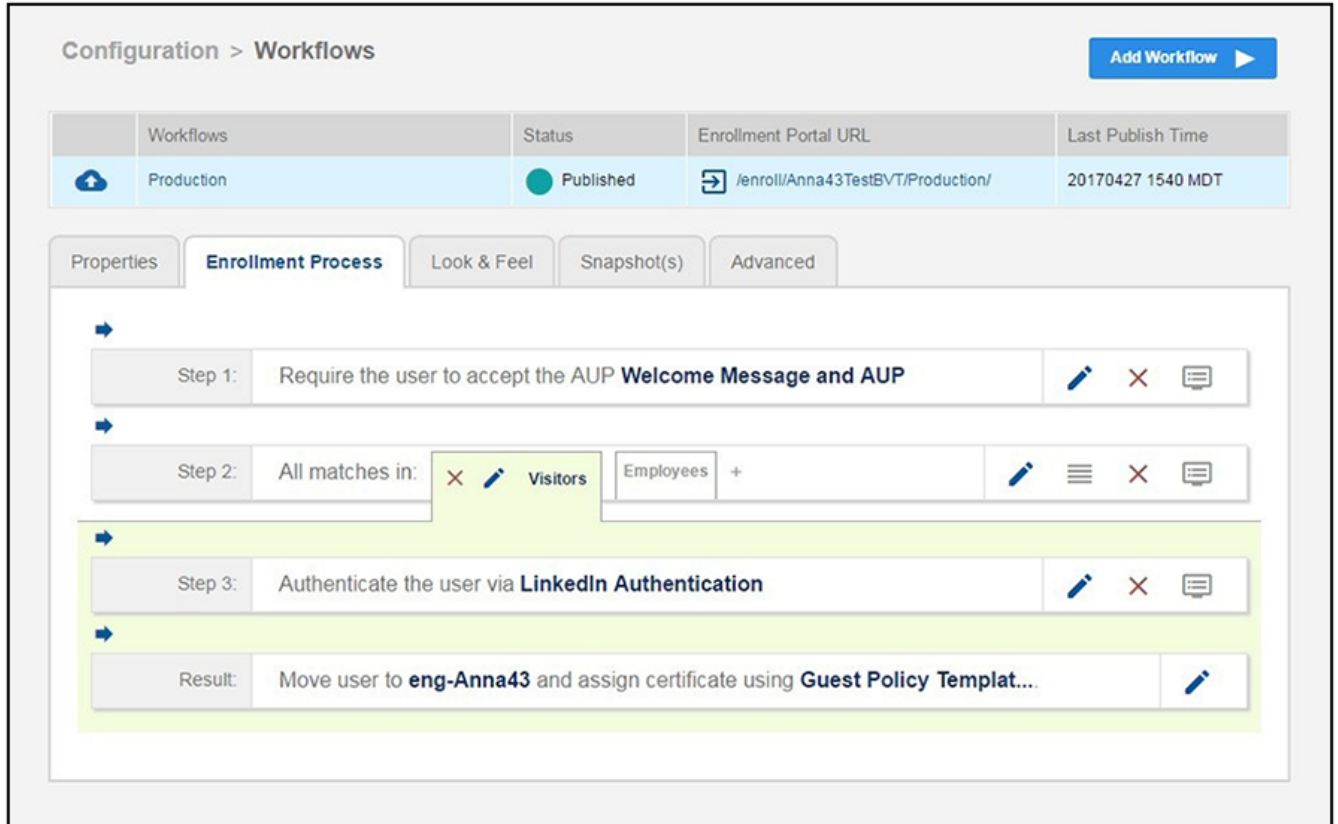 Configuration > Workflows
Add Workflow
Workflows Status Enrollment Portal URL Last Publish Time
Production Published /enroll/Anna43TestBVT/Production/ 20170427 1540 MDT
Properties Enrollment Process Look & Feel Snapshot(s) Advanced
Step 1: Require the user to accept the AUP Welcome Message and AUP
Step 2: All matches in: Visitors Employees +
Step 3: Authenticate the user via LinkedIn Authentication
Result: Move user to eng-Anna43 and assign certificate using Guest Policy Templat....